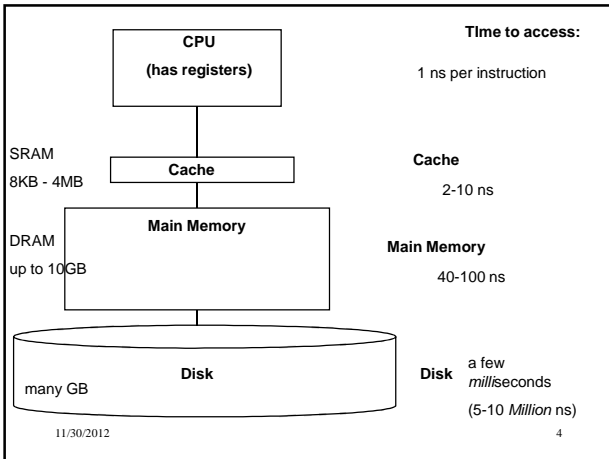 TIme to access:
CPU
(has registers)
1 ns per instruction
SRAM
8KB - 4MB
Cache
Cache
2-10 ns
Main Memory
DRAM
up to 10GB
Main Memory
40-100 ns
Disk
many GB
Disk
a few
milliseconds
(5-10 Million ns)
11/30/2012
4